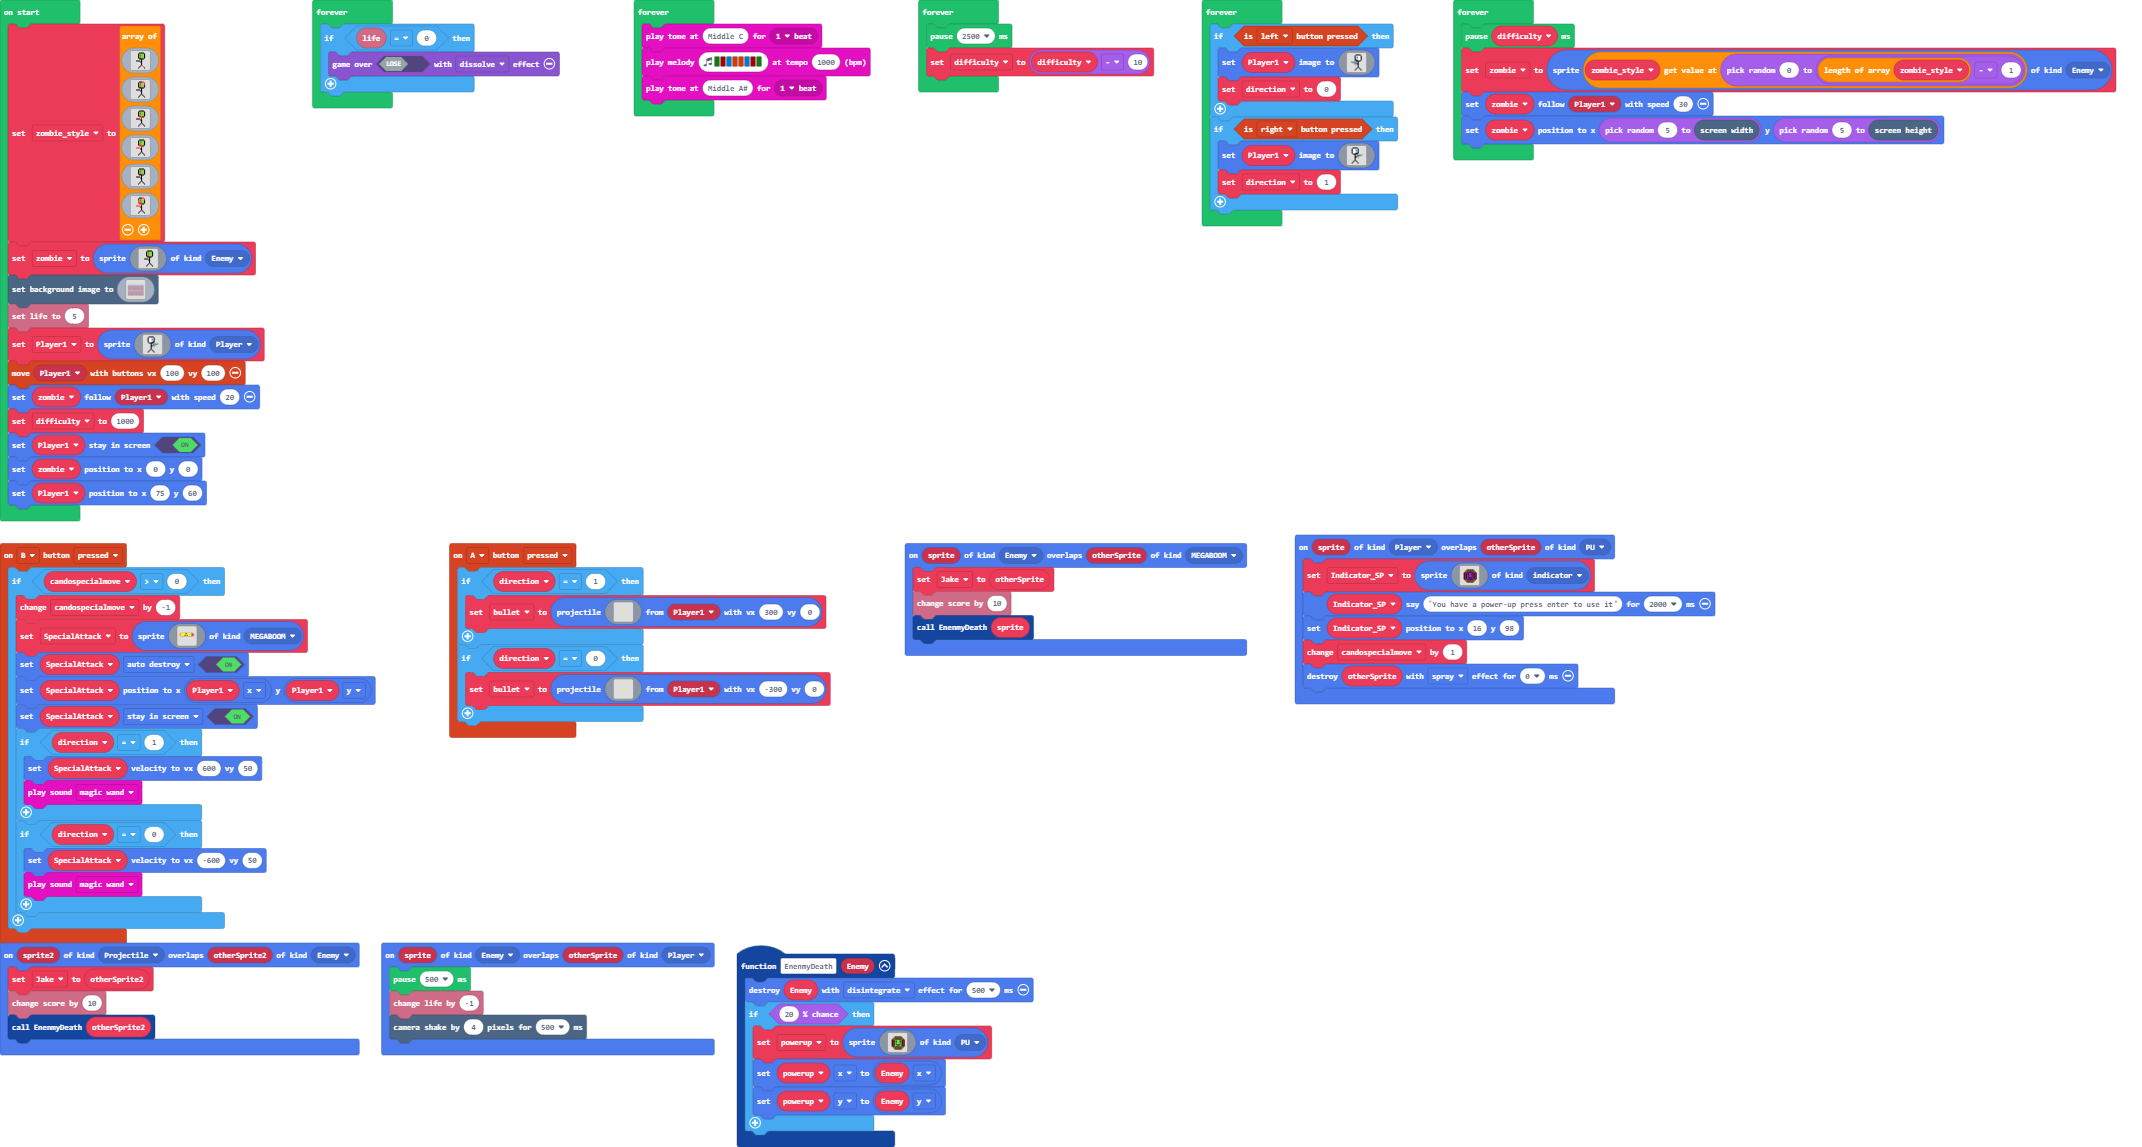 on start
array of
set zombie_style to
set zombie to sprite of kind Enemy
set background image to
set life to 5
set Player1 to sprite of kind Player
move Player1 with buttons vx 100 vy 100
set zombie follow Player1 with speed 20
set difficulty to 1000
set Player1 stay in screen ON
set zombie position to x 0 y 0
set Player1 position to x 75 y 60
forever
if life = 0 then
game over LOSE with dissolve effect
forever
play tone at Middle C for 1 beat
play melody at tempo 1000 (bpm)
play tone at Middle A# for 1 beat
forever
pause 2500 ms
set difficulty to difficulty - 10
forever
if is left button pressed then
set Player1 image to
set direction to 0
if is right button pressed then
set Player1 image to
set direction to 1
forever
pause difficulty ms
set zombie to sprite zombie_style get value at pick random 0 to length of array zombie_style - 1 of kind Enemy
set zombie follow Player1 with speed 30
set zombie position to x pick random 5 to screen width y pick random 5 to screen height
on B button pressed
if candospecialmove > 0 then
change candospecialmove by -1
set SpecialAttack to sprite of kind MEGABOOM
set SpecialAttack auto destroy ON
set SpecialAttack position to x Player1 x y Player1 y
set SpecialAttack stay in screen ON
if direction = 1 then
set SpecialAttack velocity to vx 600 vy 50
play sound magic wand
if direction = 0 then
set SpecialAttack velocity to vx -600 vy 50
play sound magic wand
on A button pressed
if direction = 1 then
set bullet to projectile from Player1 with vx 300 vy 0
if direction = 0 then
set bullet to projectile from Player1 with vx -300 vy 0
on sprite of kind Enemy overlaps otherSprite of kind MEGABOOM
set Jake to otherSprite
change score by 10
call EnenmyDeath sprite
on sprite of kind Player overlaps otherSprite of kind PU
set Indicator_SP to sprite of kind indicator
Indicator_SP say "You have a power-up press enter to use it" for 2000 ms
set Indicator_SP position to x 16 y 98
change candospecialmove by 1
destroy otherSprite with spray effect for 0 ms
on sprite2 of kind Projectile overlaps otherSprite2 of kind Enemy
set Jake to otherSprite2
change score by 10
call EnenmyDeath otherSprite2
on sprite of kind Enemy overlaps otherSprite of kind Player
pause 500 ms
change life by -1
camera shake by 4 pixels for 500 ms
function EnenmyDeath Enemy
destroy Enemy with disintegrate effect for 500 ms
if 20 % chance then
set powerup to sprite of kind PU
set powerup x to Enemy x
set powerup y to Enemy y